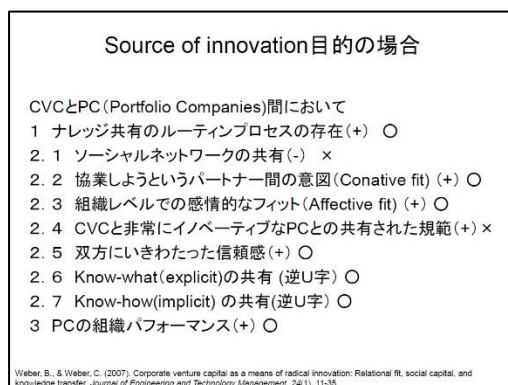 Source of innovation目的の場合
CVCとPC(Portfolio Companies)間において
1 ナレッジ共有のルーティンプロセスの存在(+) ○
2．1 ソーシャルネットワークの共有(-) ×
2．2 協業しようというパートナー間の意図(Conative fit) (+) ○
2．3 組織レベルでの感情的なフィット(Affective fit) (+) ○
2．4 CVCと非常にイノベーティブなPCとの共有された規範(+) ×
2．5 双方にいきわたった信頼感(+) ○
2．6 Know-what(explicit)の共有 (逆U字) ○
2．7 Know-how(implicit) の共有(逆U字) ○
3 PCの組織パフォーマンス(+) ○
Weber, B., & Weber, C. (2007). Corporate venture capital as a means of radical innovation: Relational fit, social capital, and
knowledge transfer. Journal of Engineering and Technology Management, 24(1), 11-35.